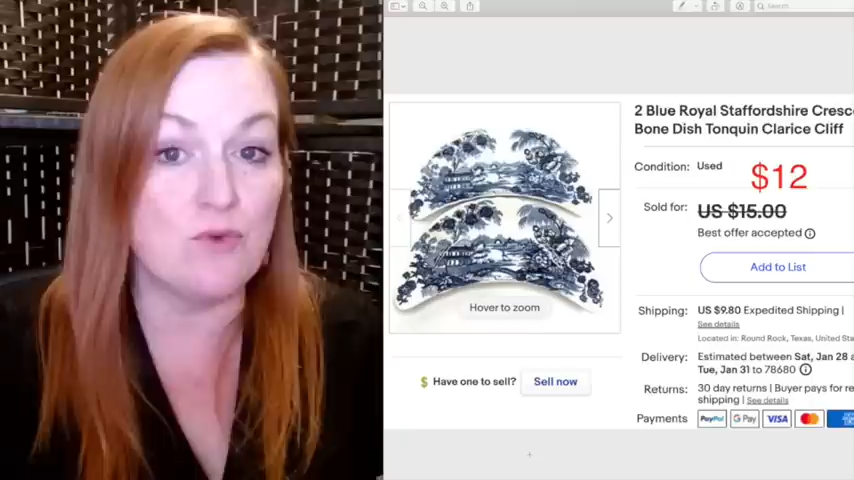 Search
2 Blue Royal Staffordshire Cresc
Bone Dish Tonquin Clarice Cliff
Condition: Used
$12
Sold for: US $15.00
Best offer accepted
Add to List
Hover to zoom
Shipping: US $9.80 Expedited Shipping |
See details
Located in: Round Rock, Texas, United Sta
Delivery: Estimated between Sat, Jan 28 a
Tue, Jan 31 to 78680
Returns: 30 day returns | Buyer pays for re
shipping | See details
$ Have one to sell? Sell now
Payments PayPal G Pay VISA